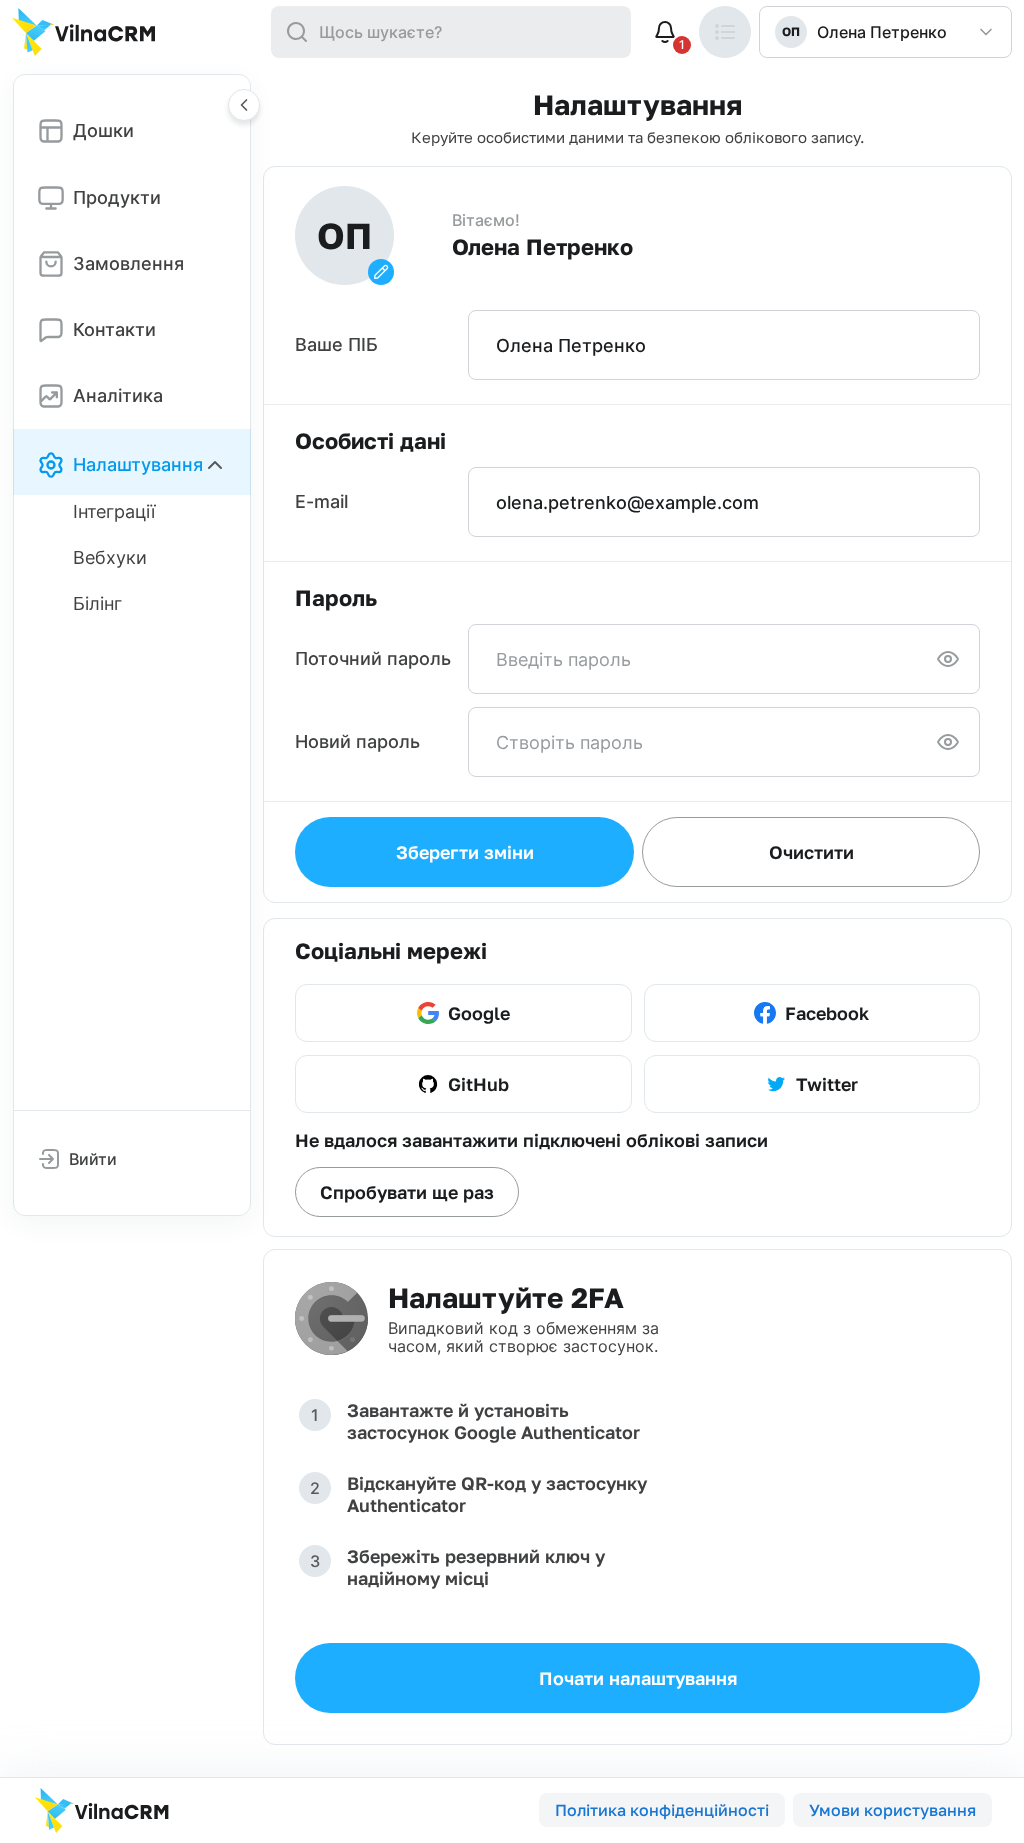 VilnaCRM
Щось шукаєте?
1
ОП
Олена Петренко
Дошки
Продукти
Замовлення
Контакти
Аналітика
Налаштування
Інтеграції
Вебхуки
Білінг
Вийти
Налаштування
Керуйте особистими даними та безпекою облікового запису.
ОП
Вітаємо!
Олена Петренко
Ваше ПІБ
Олена Петренко
Особисті дані
E-mail
olena.petrenko@example.com
Пароль
Поточний пароль
Введіть пароль
Новий пароль
Створіть пароль
Зберегти зміни
Очистити
Соціальні мережі
Google
Facebook
GitHub
Twitter
Не вдалося завантажити підключені облікові записи
Спробувати ще раз
Налаштуйте 2FA
Випадковий код з обмеженням за
часом, який створює застосунок.
1
Завантажте й установіть
застосунок Google Authenticator
2
Відскануйте QR-код у застосунку
Authenticator
3
Збережіть резервний ключ у
надійному місці
Почати налаштування
VilnaCRM
Політика конфіденційності
Умови користування